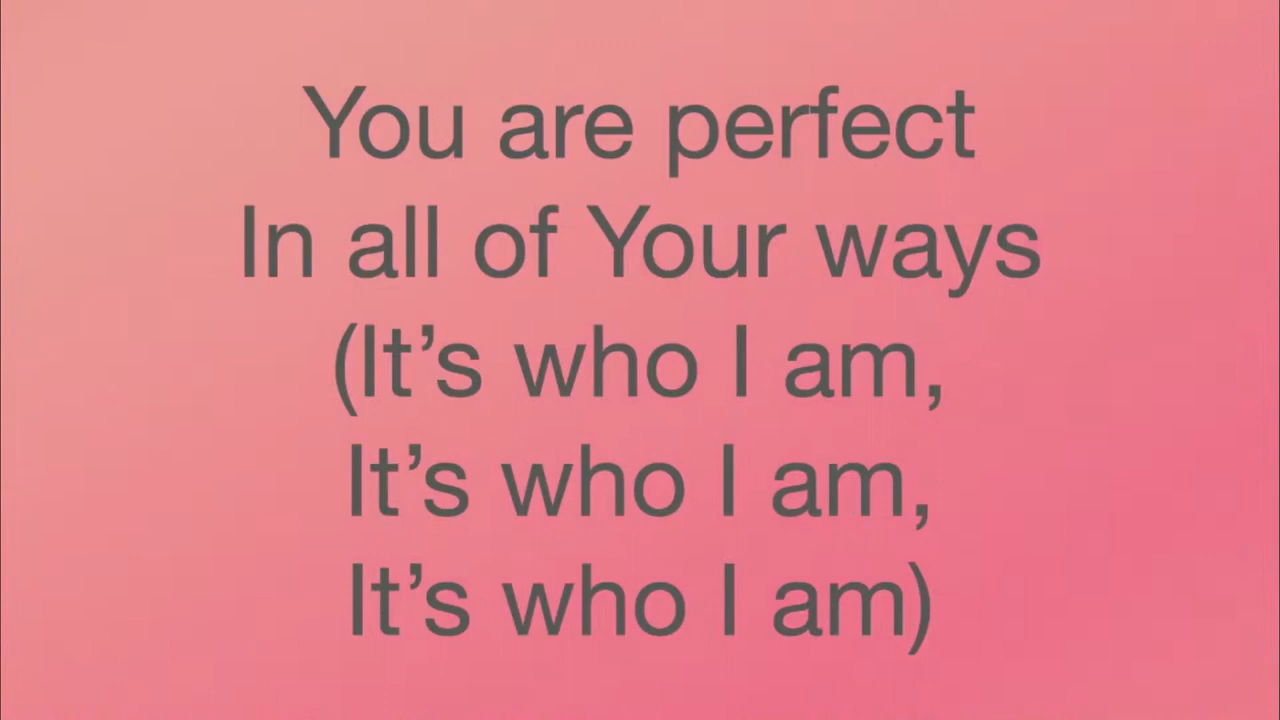 You are perfect
In all of Your ways
(It’s who I am,
It’s who I am,
It’s who I am)